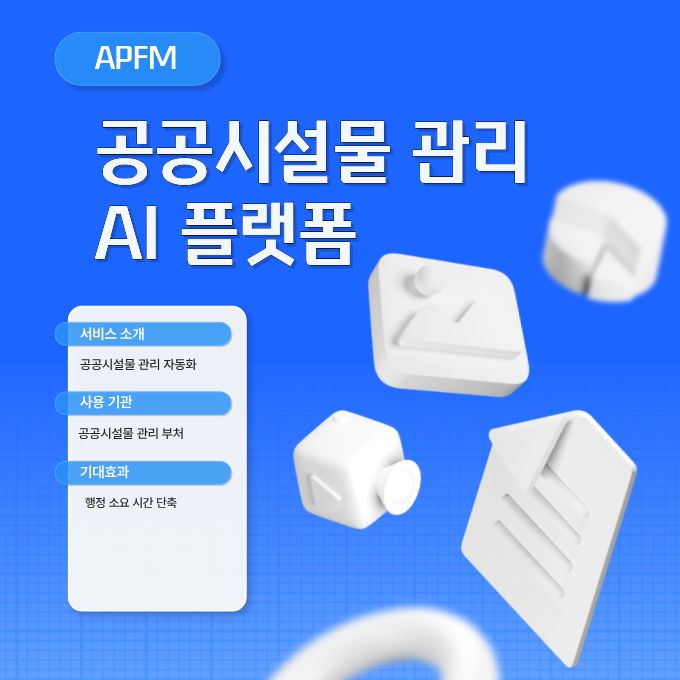 APFM
공공시설물 관리
AI 플랫폼
서비스 소개
공공시설물 관리 자동화
사용 기관
공공시설물 관리 부처
기대효과
행정 소요 시간 단축